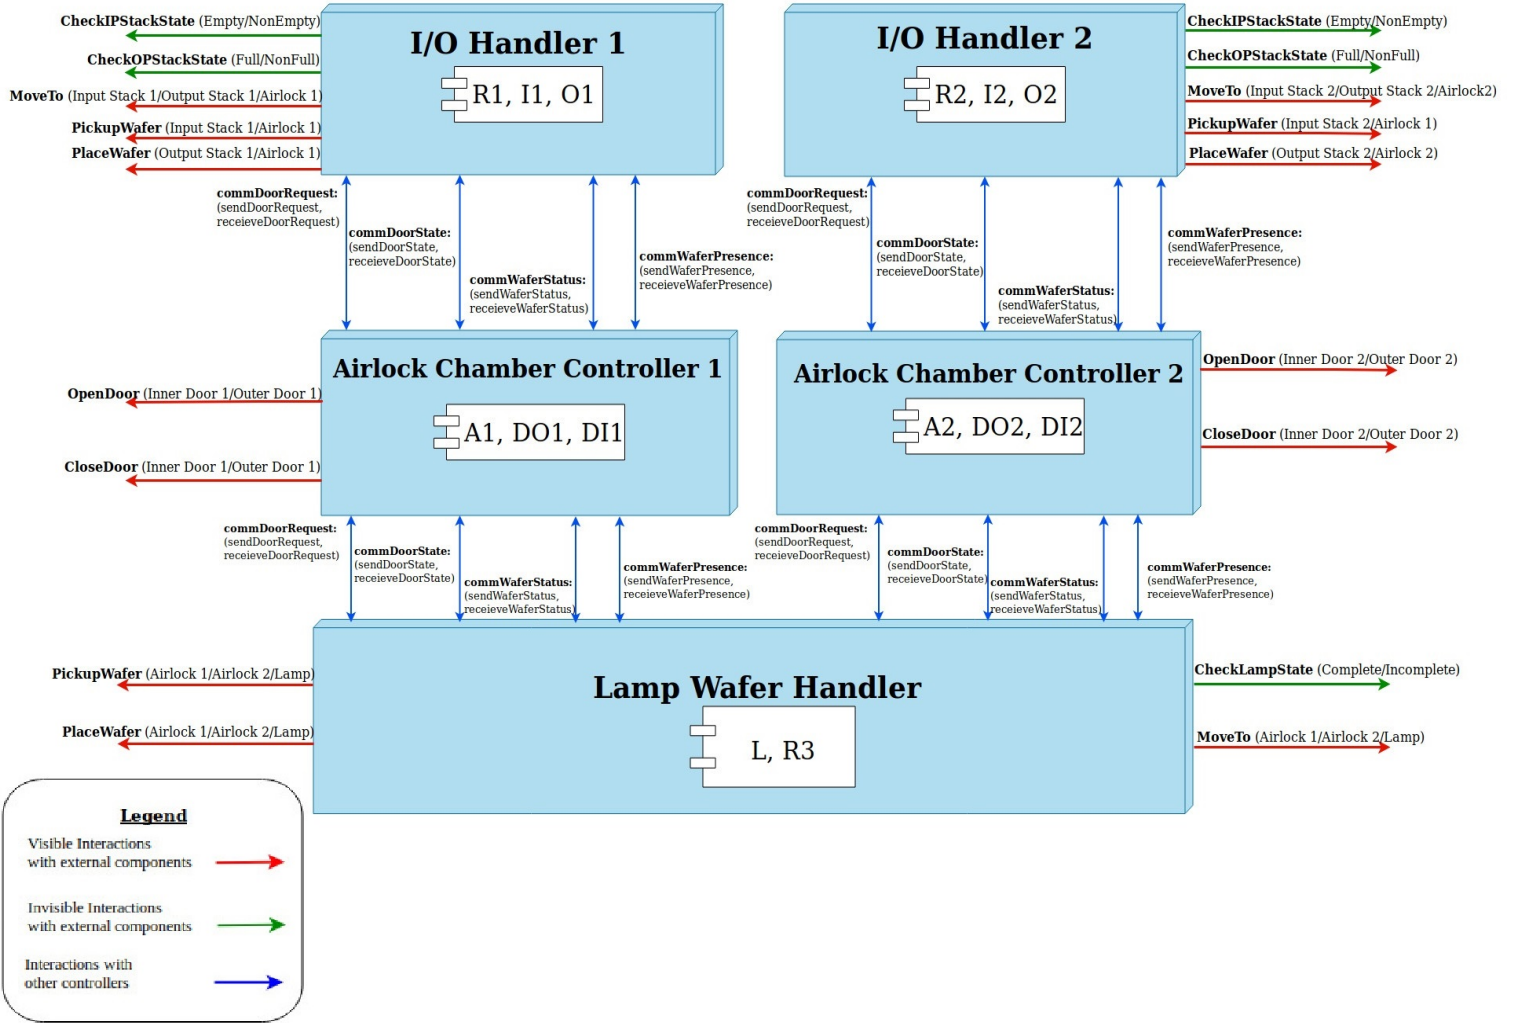 CheckIPStackState (Empty/NonEmpty)
CheckOPStackState (Full/NonFull)
MoveTo (Input Stack 1/Output Stack 1/Airlock 1)
PickupWafer (Input Stack 1/Airlock 1)
PlaceWafer (Output Stack 1/Airlock 1)
I/O Handler 1
R1, I1, O1
I/O Handler 2
R2, I2, O2
CheckIPStackState (Empty/NonEmpty)
CheckOPStackState (Full/NonFull)
MoveTo (Input Stack 2/Output Stack 2/Airlock2)
PickupWafer (Input Stack 2/Airlock 1)
PlaceWafer (Output Stack 2/Airlock 2)
commDoorRequest:
(sendDoorRequest,
receieveDoorRequest)
commDoorState:
(sendDoorState,
receieveDoorState)
commWaferStatus:
(sendWaferStatus,
receieveWaferStatus)
commWaferPresence:
(sendWaferPresence,
receieveWaferPresence)
commDoorRequest:
(sendDoorRequest,
receieveDoorRequest)
commDoorState:
(sendDoorState,
receieveDoorState)
commWaferStatus:
(sendWaferStatus,
receieveWaferStatus)
commWaferPresence:
(sendWaferPresence,
receieveWaferPresence)
OpenDoor (Inner Door 1/Outer Door 1)
CloseDoor (Inner Door 1/Outer Door 1)
Airlock Chamber Controller 1
A1, DO1, DI1
Airlock Chamber Controller 2
A2, DO2, DI2
OpenDoor (Inner Door 2/Outer Door 2)
CloseDoor (Inner Door 2/Outer Door 2)
commDoorRequest:
(sendDoorRequest,
receieveDoorRequest)
commDoorState:
(sendDoorState,
receieveDoorState)
commWaferStatus:
(sendWaferStatus,
receieveWaferStatus)
commWaferPresence:
(sendWaferPresence,
receieveWaferPresence)
commDoorRequest:
(sendDoorRequest,
receieveDoorRequest)
commDoorState:
(sendDoorState,
receieveDoorState)
commWaferStatus:
(sendWaferStatus,
receieveWaferStatus)
commWaferPresence:
(sendWaferPresence,
receieveWaferPresence)
PickupWafer (Airlock 1/Airlock 2/Lamp)
PlaceWafer (Airlock 1/Airlock 2/Lamp)
Lamp Wafer Handler
L, R3
CheckLampState (Complete/Incomplete)
MoveTo (Airlock 1/Airlock 2/Lamp)
Legend
Visible Interactions
with external components
Invisible Interactions
with external components
Interactions with
other controllers